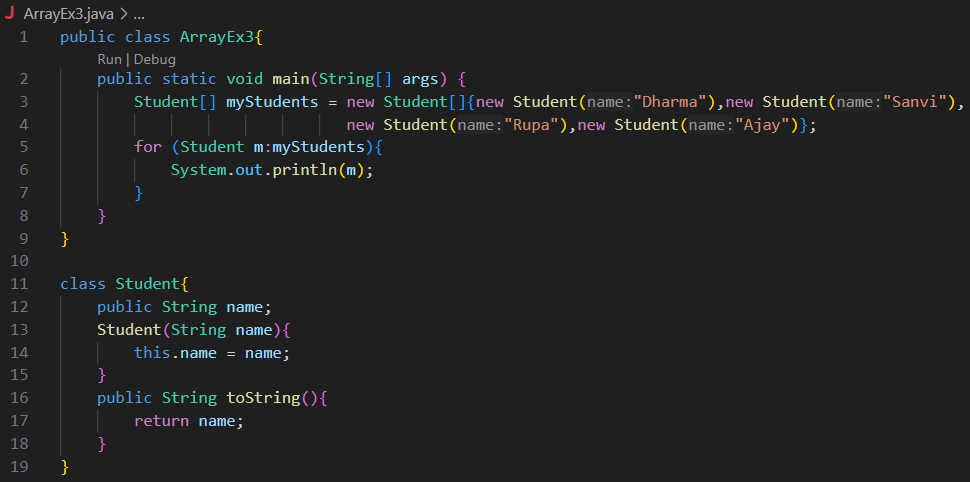 J ArrayEx3.java > ...
1 public class ArrayEx3{
Run | Debug
2 public static void main(String[] args) {
3 Student[] myStudents = new Student[]{new Student(name:"Dharma"),new Student(name:"Sanvi"),
4 new Student(name:"Rupa"),new Student(name:"Ajay")};
5 for (Student m:myStudents){
6 System.out.println(m);
7 }
8 }
9 }
10
11 class Student{
12 public String name;
13 Student(String name){
14 this.name = name;
15 }
16 public String toString(){
17 return name;
18 }
19 }